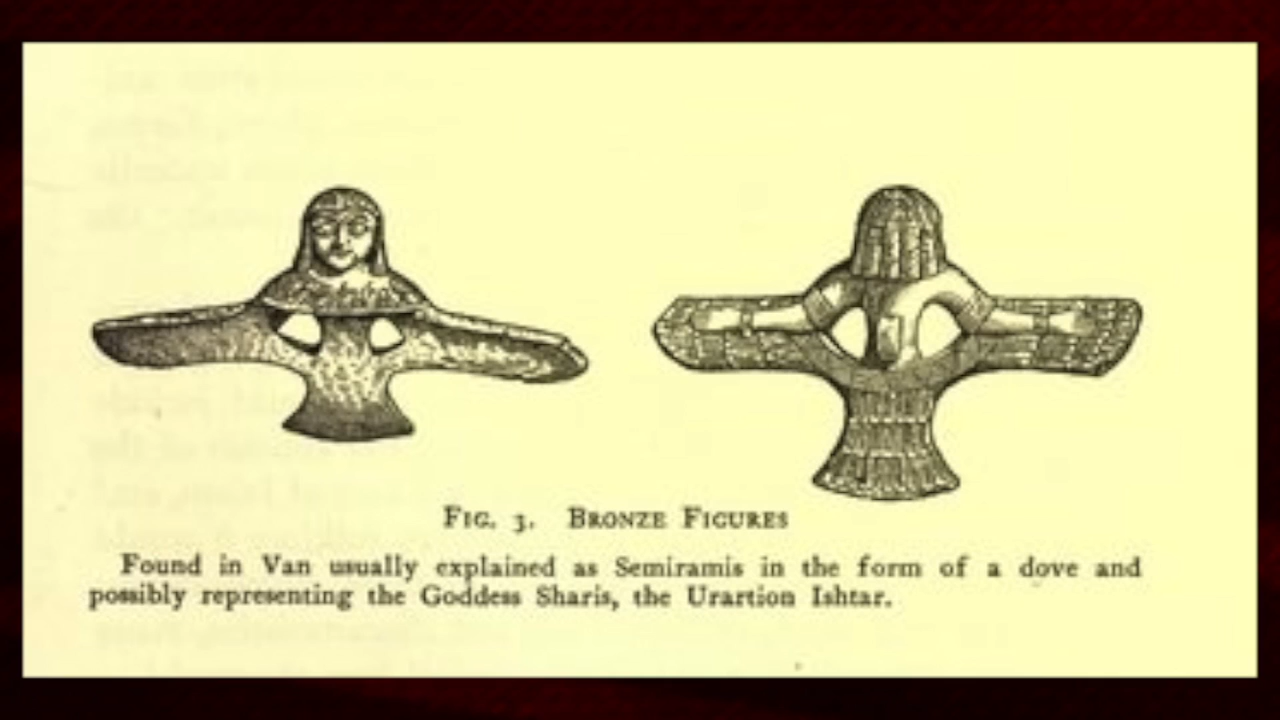 Fig. 3. Bronze Figures
Found in Van usually explained as Semiramis in the form of a dove and
possibly representing the Goddess Sharis, the Urartion Ishtar.